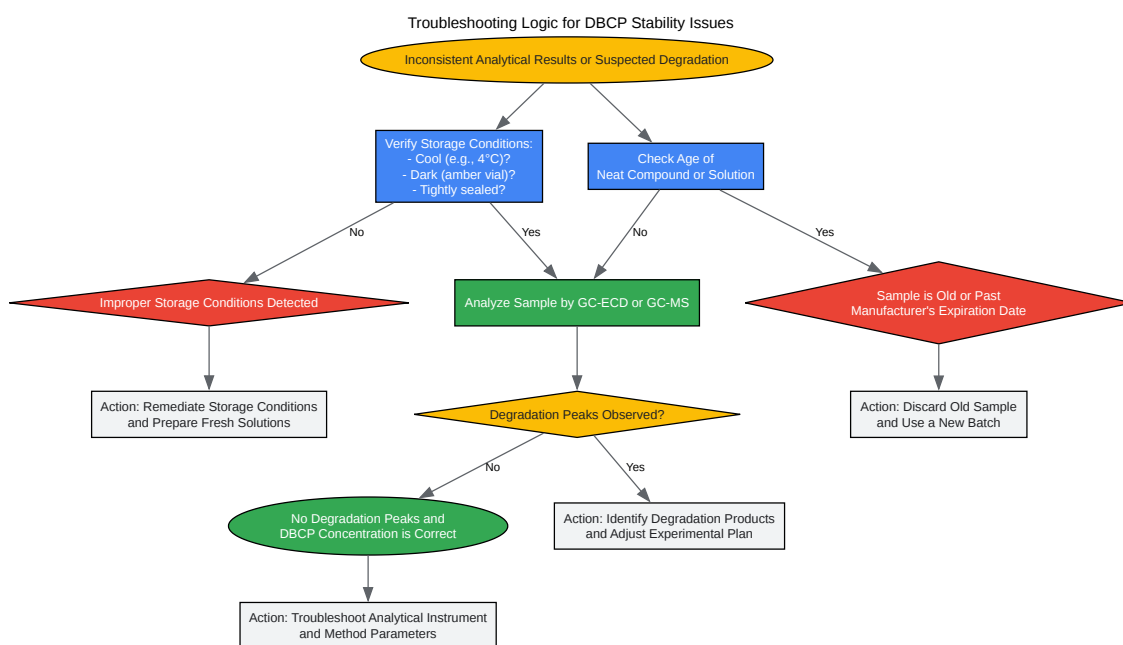 Troubleshooting Logic for DBCP Stability Issues
Inconsistent Analytical Results or Suspected Degradation
Verify Storage Conditions:
- Cool (e.g., 4°C)?
- Dark (amber vial)?
- Tightly sealed?
Check Age of
Neat Compound or Solution
No
Yes
No
Yes
Improper Storage Conditions Detected
Analyze Sample by GC-ECD or GC-MS
Sample is Old or Past
Manufacturer's Expiration Date
Action: Remediate Storage Conditions
and Prepare Fresh Solutions
Degradation Peaks Observed?
Action: Discard Old Sample
and Use a New Batch
No
Yes
No Degradation Peaks and
DBCP Concentration is Correct
Action: Identify Degradation Products
and Adjust Experimental Plan
Action: Troubleshoot Analytical Instrument
and Method Parameters